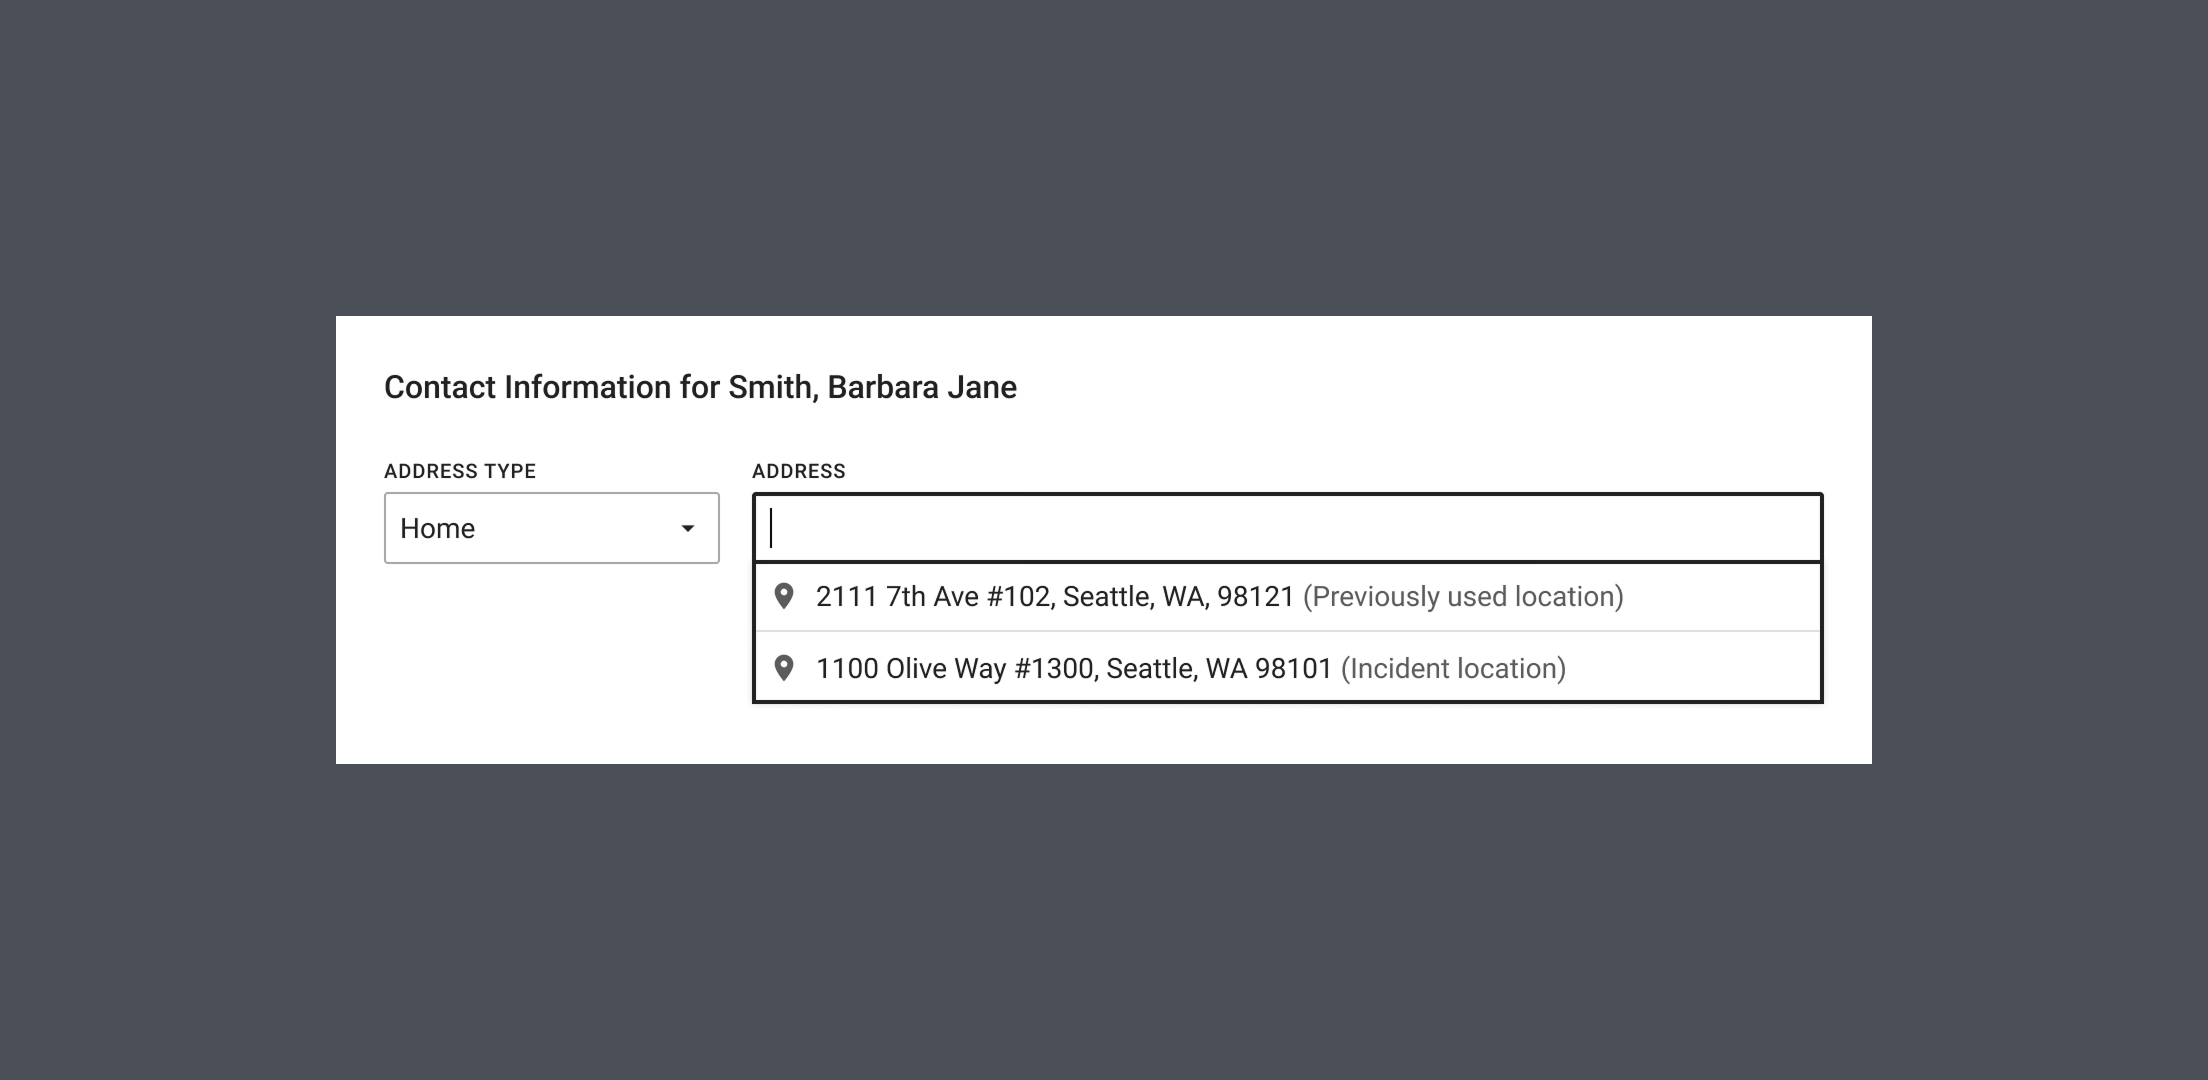 Contact Information for Smith, Barbara Jane
ADDRESS TYPE
Home
ADDRESS
2111 7th Ave #102, Seattle, WA, 98121 (Previously used location)
1100 Olive Way #1300, Seattle, WA 98101 (Incident location)